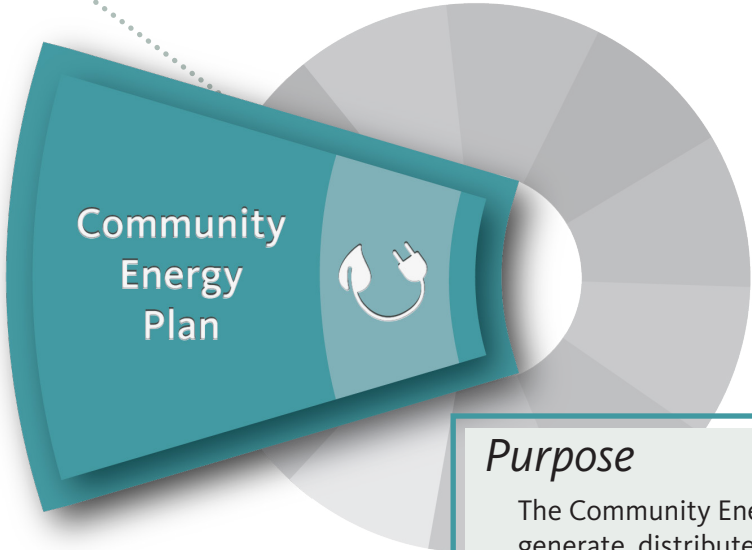 Community
Energy
Plan
Purpose
The Community Ene
generate, distribute